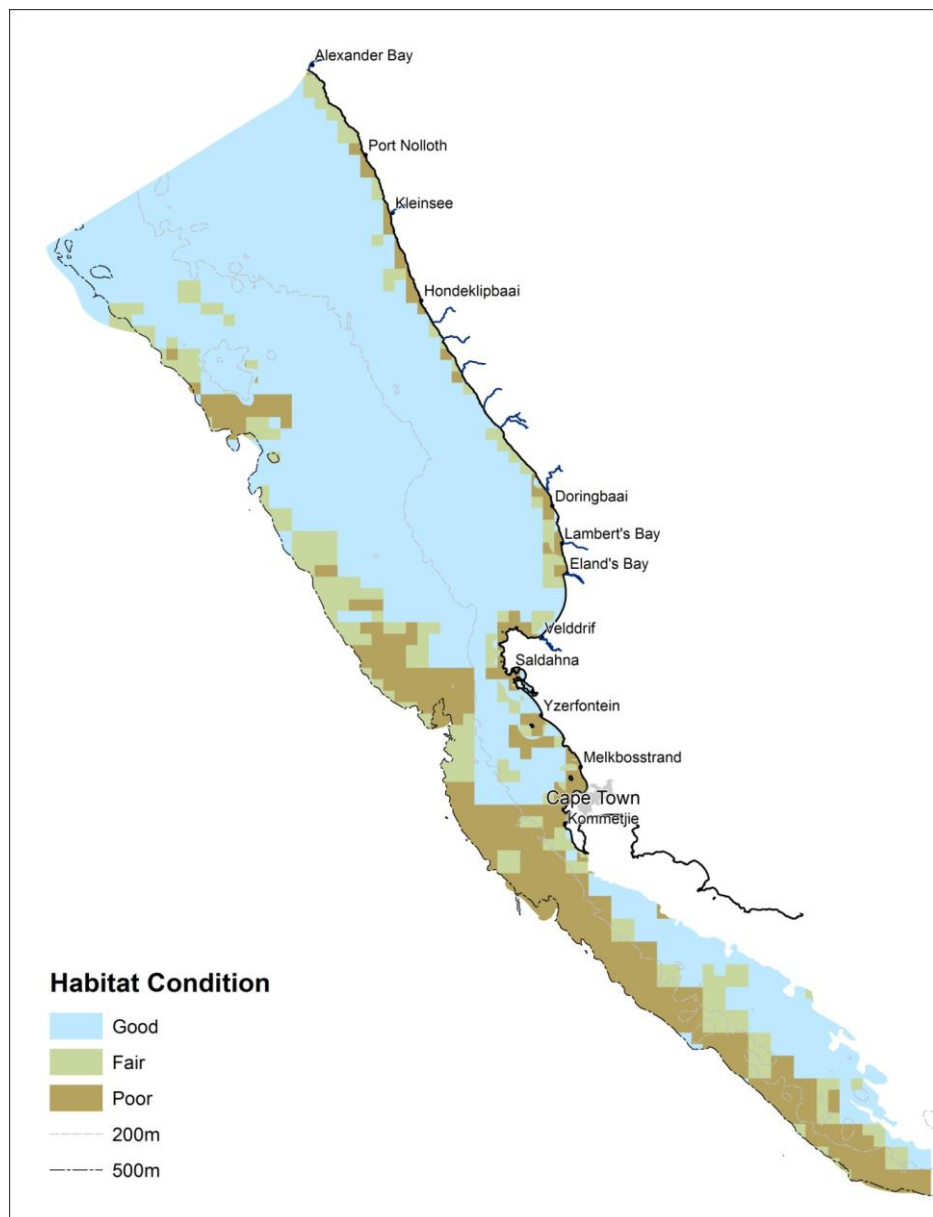 Alexander Bay
Port Nolloth
Kleinsee
Hondeklipbaai
Doringbaai
Lambert's Bay
Eland's Bay
Velddrif
Saldahna
Yzerfontein
Melkbosstrand
Cape Town
Kommetjie
Habitat Condition
Good
Fair
Poor
200m
500m